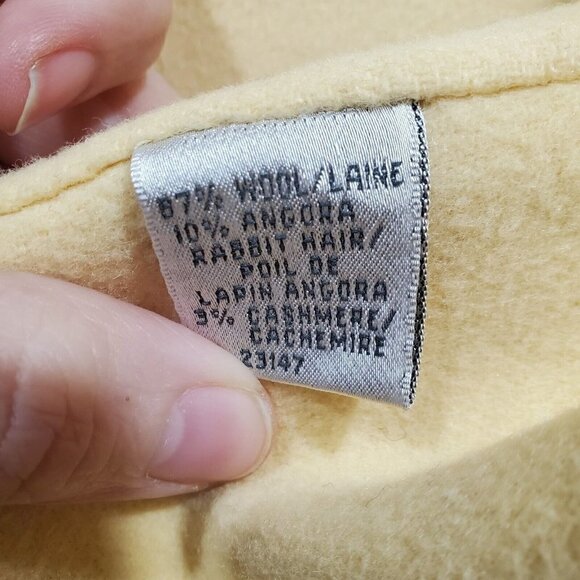 87% WOOL/LAINE
10% ANGORA
RABBIT HAIR/
POIL DE
LAPIN ANGORA
3% CASHMERE/
CACHEMIRE
23147